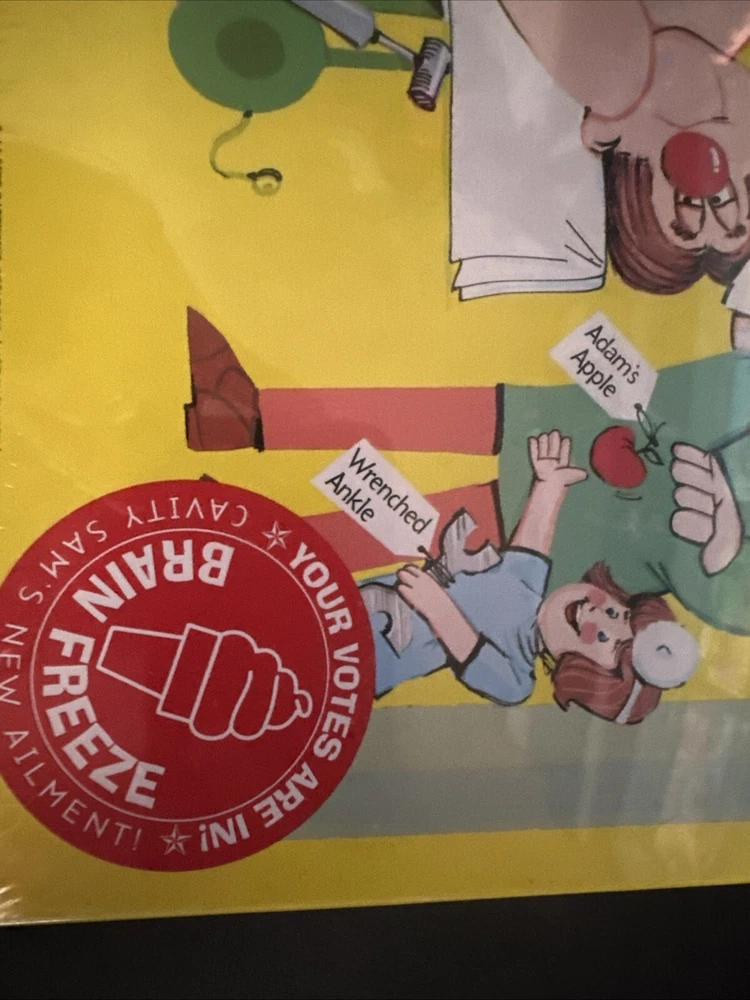 Adam's
Apple
Wrenched
Ankle
★ YOUR VOTES ARE IN! ★
BRAIN FREEZE
CAVITY SAM'S NEW AILMENT!